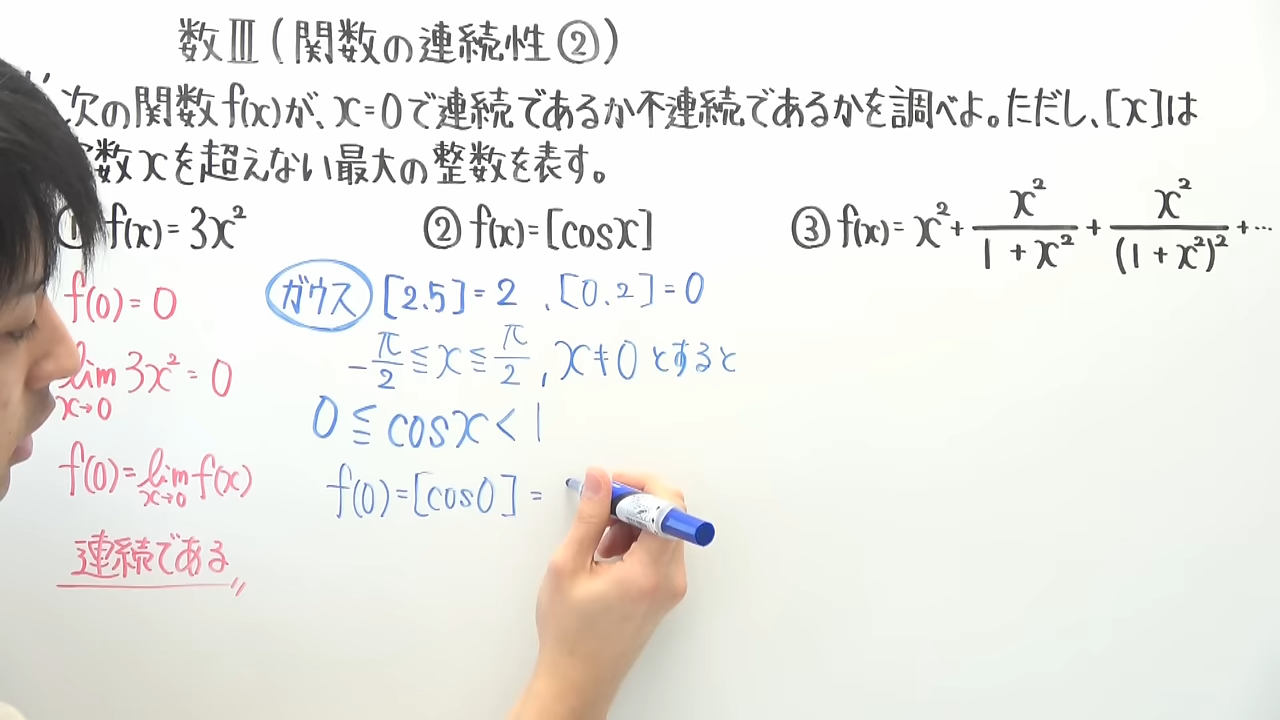 数Ⅲ(関数の連続性②)
次の関数f(x)が、x=0で連続であるか不連続であるかを調べよ。ただし、[x]は
数xを超えない最大の整数を表す。
① f(x)=3x²
② f(x)=[cosx]
③ f(x)=x²+x²/(1+x²)+x²/(1+x²)²+…
f(0)=0
lim x→0 3x²=0
f(0)=lim x→0 f(x)
連続である
ガウス [2.5]=2 , [0.2]=0
-π/2≦x≦π/2 , x≠0とすると
0≦cosx<1
f(0)=[cos0]=